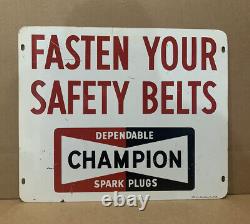 FASTEN YOUR
SAFETY BELTS
DEPENDABLE
CHAMPION
SPARK PLUGS